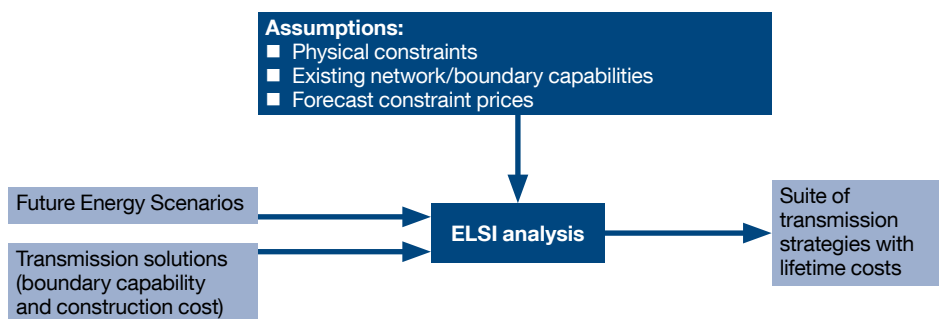 Assumptions:
■ Physical constraints
■ Existing network/boundary capabilities
■ Forecast constraint prices
Future Energy Scenarios
Transmission solutions
(boundary capability
and construction cost)
ELSI analysis
Suite of
transmission
strategies with
lifetime costs